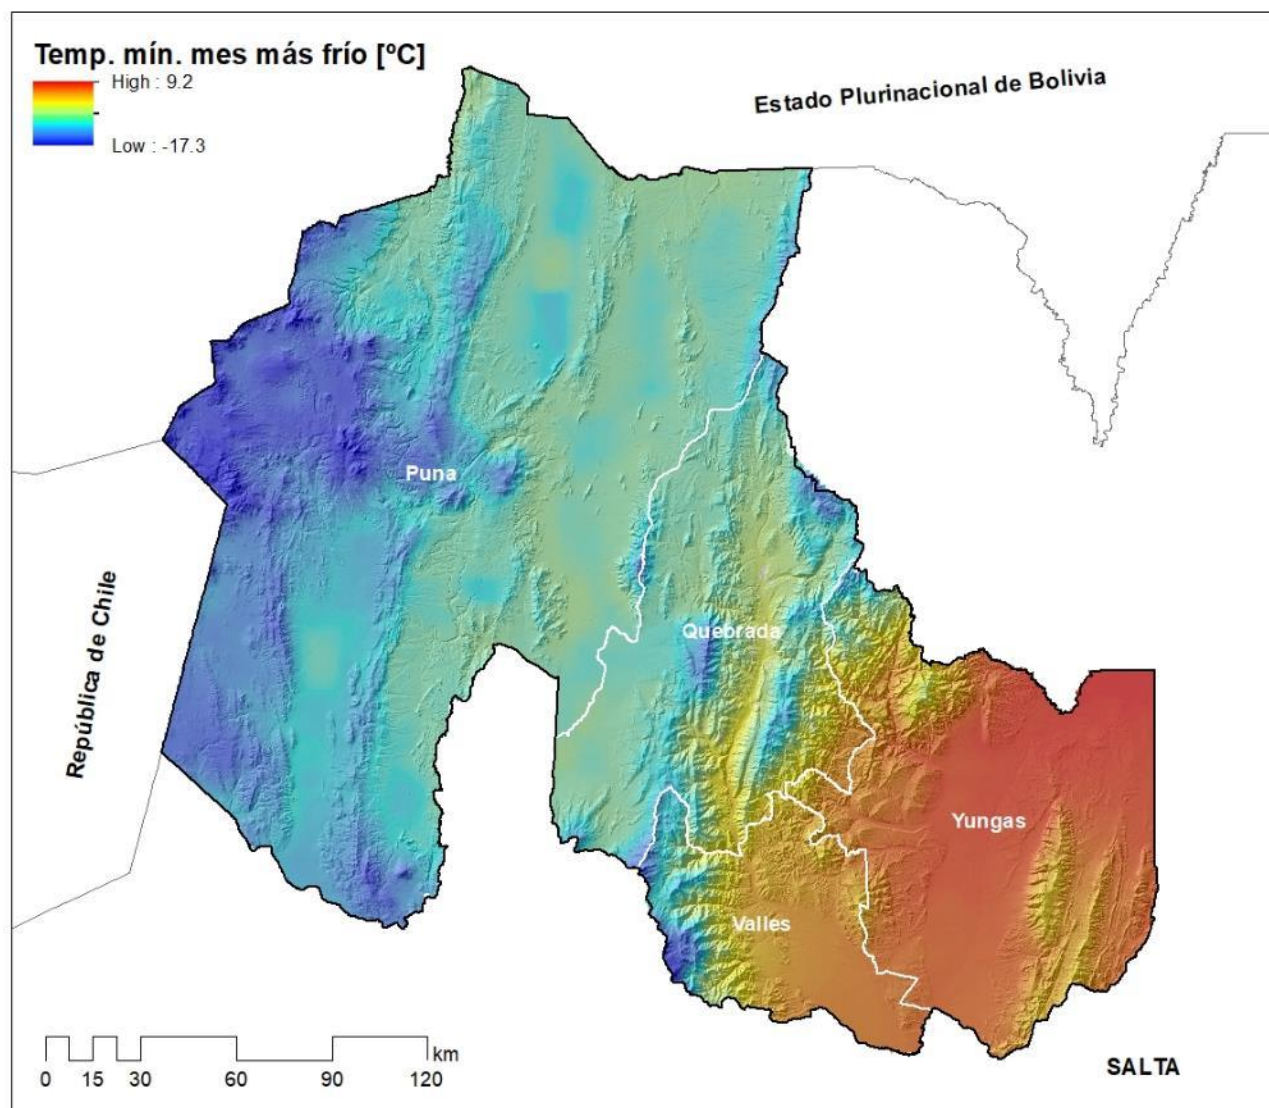 Temp. mín. mes más frío [ºC]
High : 9.2
Low : -17.3
Estado Plurinacional de Bolivia
Puna
República de Chile
Quebrada
Yungas
Valles
km
0 15 30 60 90 120
SALTA